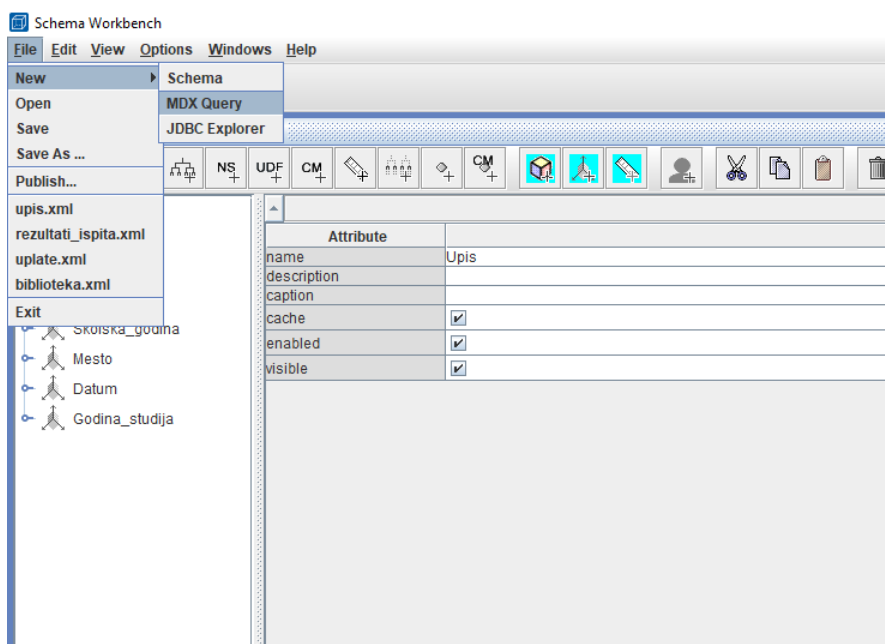 Schema Workbench
File Edit View Options Windows Help
New
Schema
Open
MDX Query
Save
JDBC Explorer
Save As ...
Publish...
NS UDF CM CM
upis.xml
rezultati_ispita.xml
uplate.xml
biblioteka.xml
Exit
Attribute
name Upis
description
caption
cache
enabled
visible
Skolska_godina
Mesto
Datum
Godina_studija